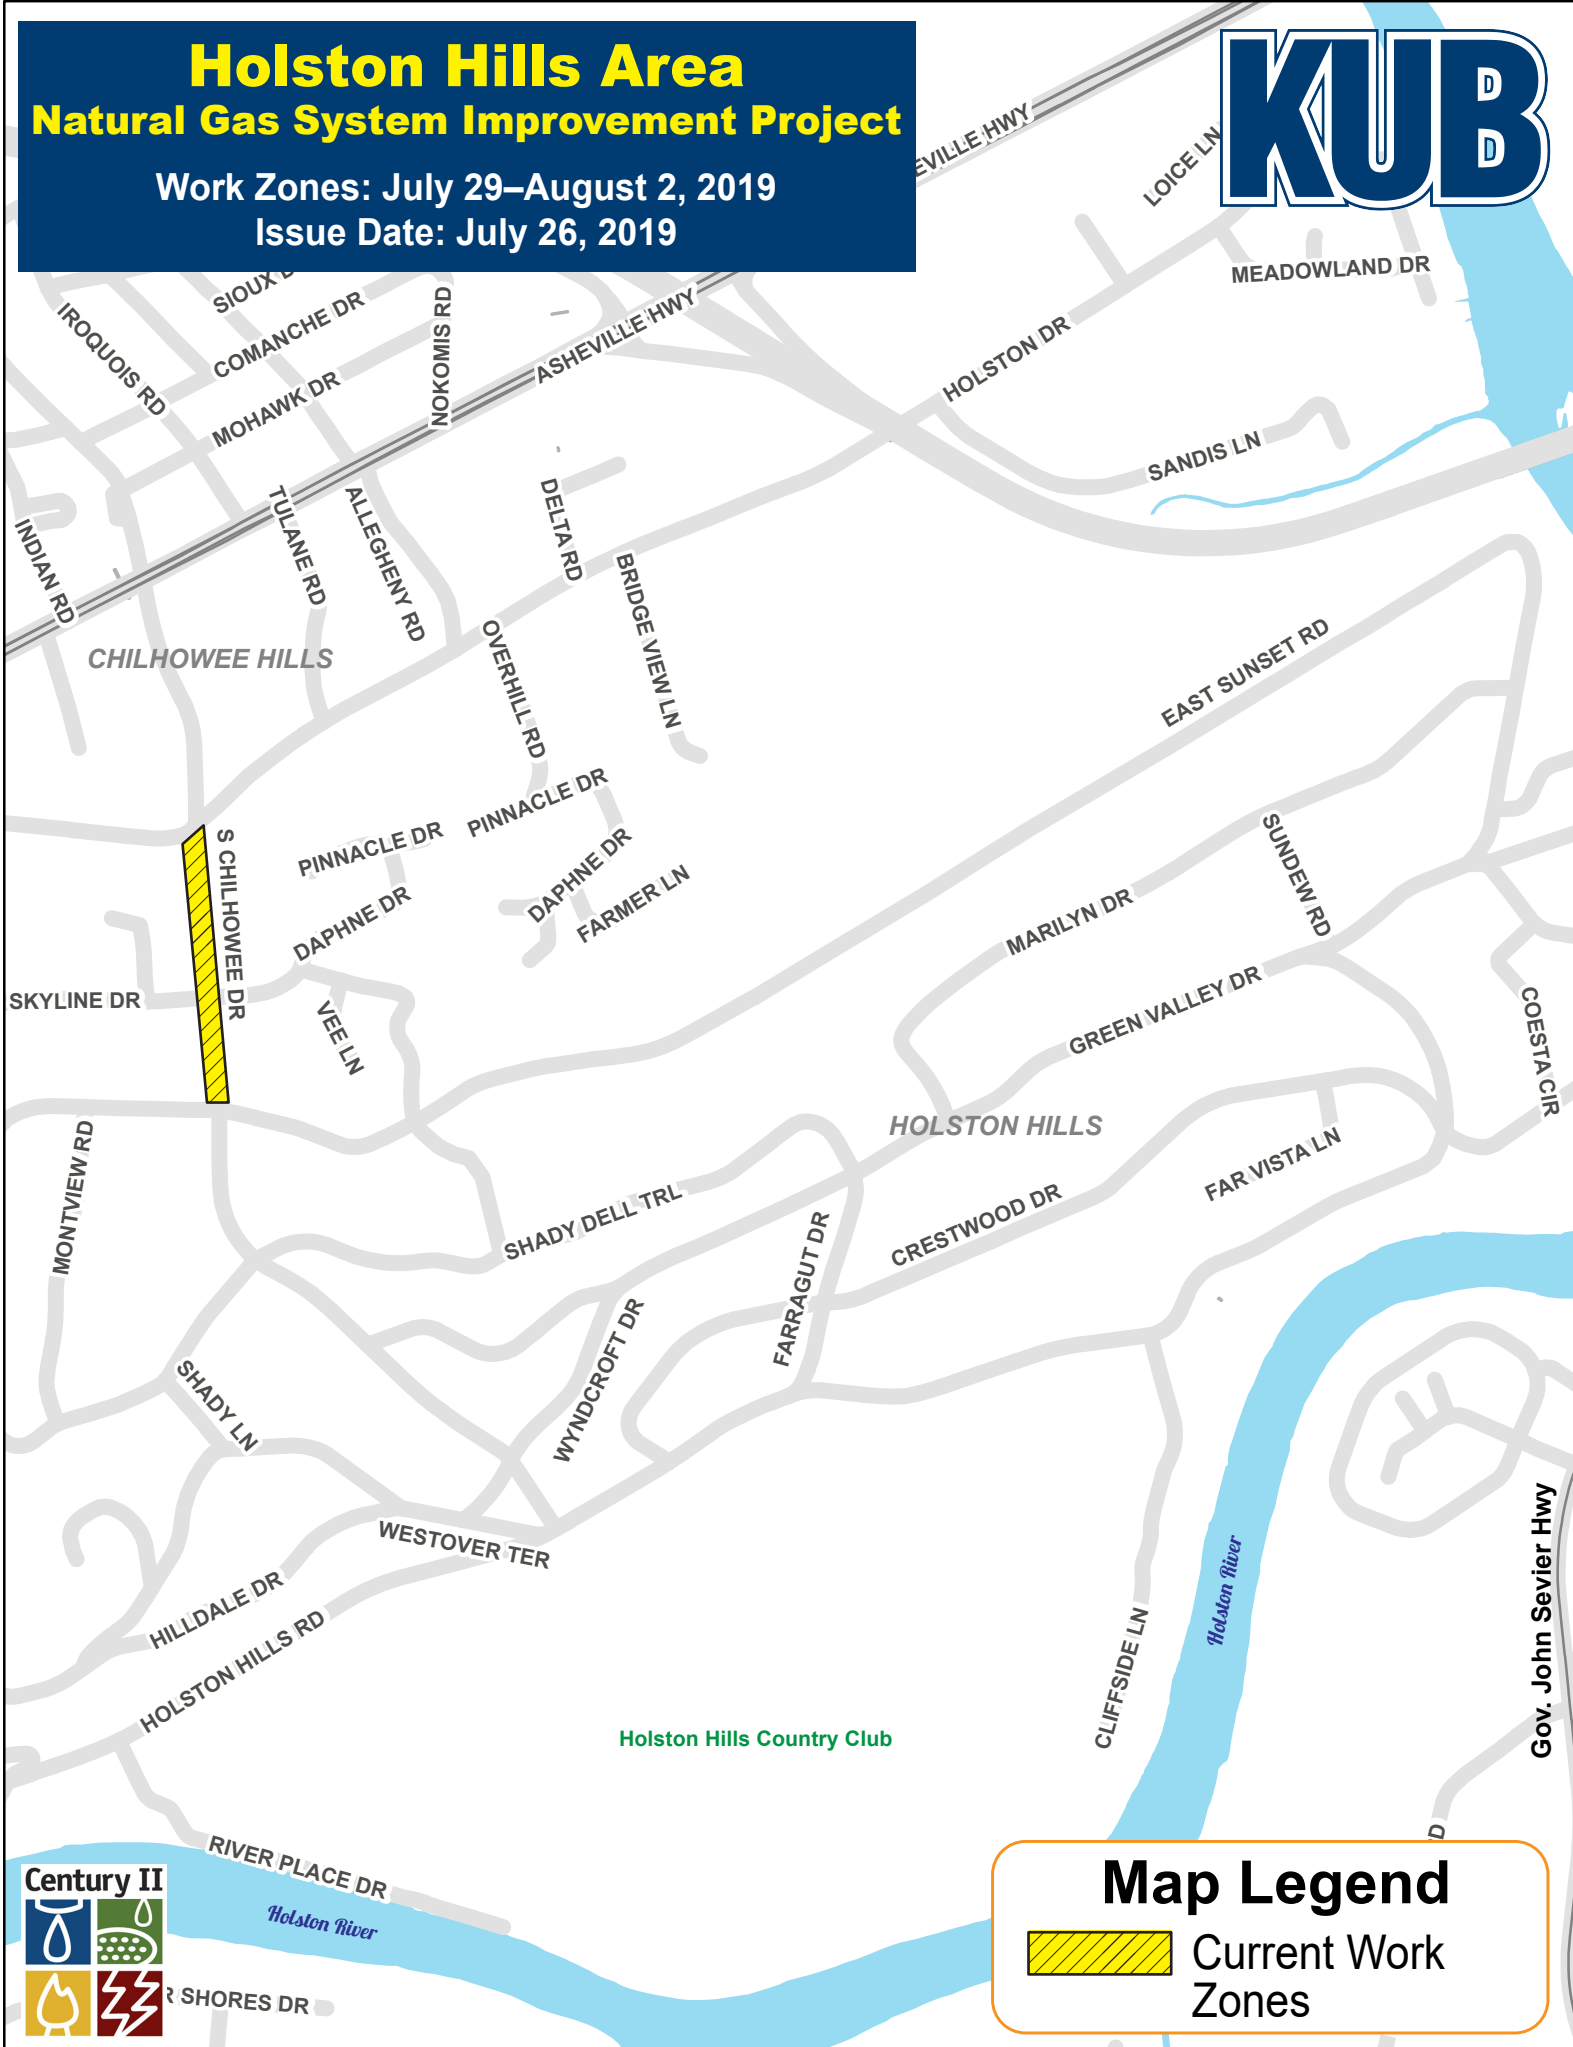 Holston Hills Area
Natural Gas System Improvement Project
Work Zones: July 29–August 2, 2019
Issue Date: July 26, 2019
KUB
EVILLE HWY
LOICE LN
MEADOWLAND DR
SIOUX
COMANCHE DR
IROQUOIS RD
MOHAWK DR
NOKOMIS RD
ASHEVILLE HWY
HOLSTON DR
SANDIS LN
INDIAN RD
TULANE RD
ALLEGHENY RD
DELTA RD
BRIDGE VIEW LN
OVERHILL RD
CHILHOWEE HILLS
EAST SUNSET RD
PINNACLE DR
PINNACLE DR
S CHILHOWEE DR
DAPHNE DR
DAPHNE DR
FARMER LN
SUNDEW RD
MARILYN DR
SKYLINE DR
VEE LN
GREEN VALLEY DR
COESTA CIR
HOLSTON HILLS
MONTVIEW RD
FAR VISTA LN
SHADY DELL TRL
CRESTWOOD DR
FARRAGUT DR
WYNDCROFT DR
SHADY LN
WESTOVER TER
HILLDALE DR
HOLSTON HILLS RD
CLIFFSIDE LN
Holston River
Gov. John Sevier Hwy
Holston Hills Country Club
RIVER PLACE DR
Holston River
R SHORES DR
D
Century II
Map Legend
Current Work
Zones